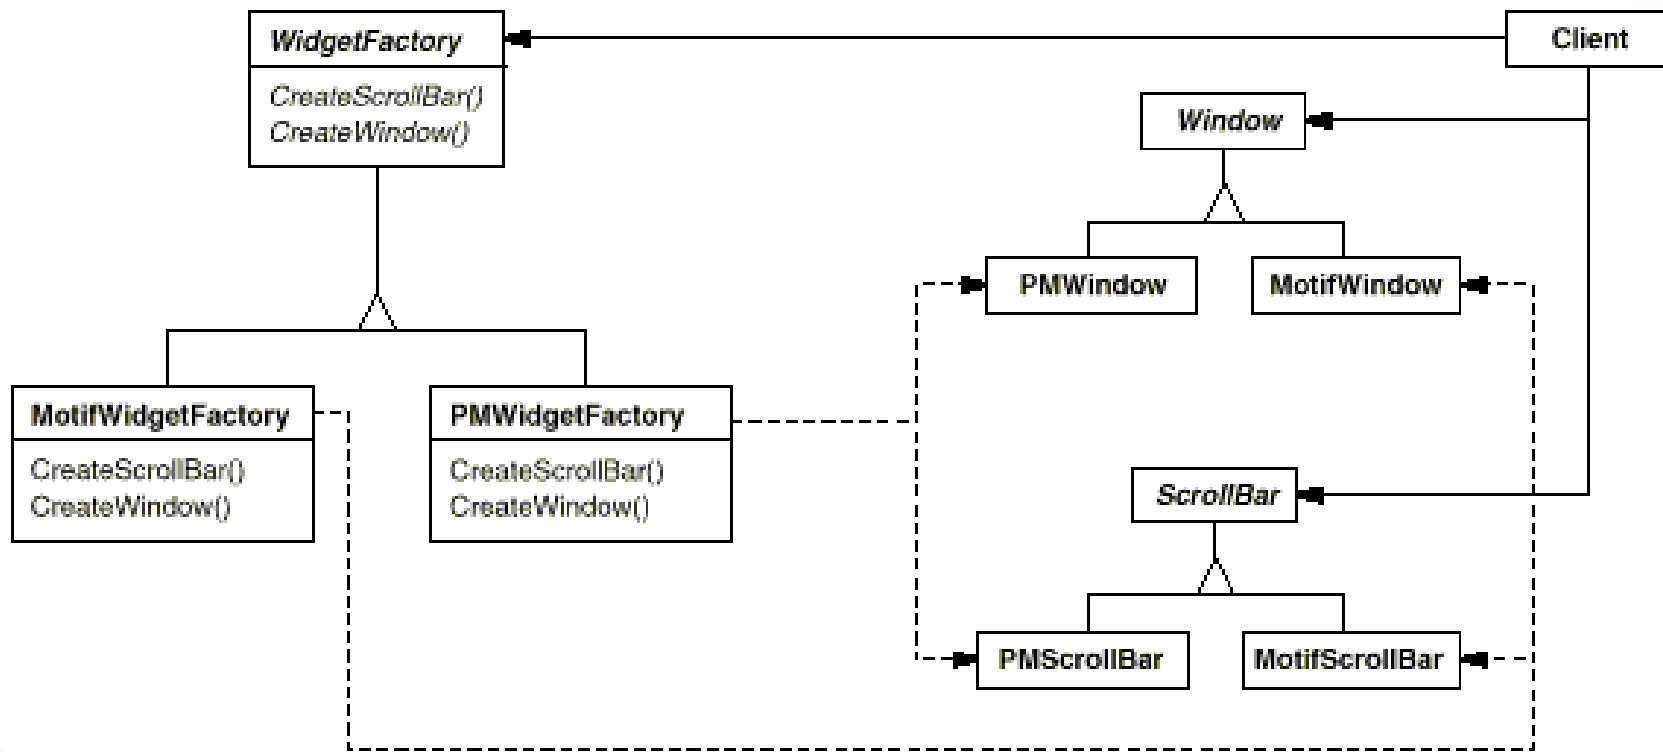 WidgetFactory
CreateScrollBar()
CreateWindow()
Client
Window
PMWindow
MotifWindow
MotifWidgetFactory
CreateScrollBar()
CreateWindow()
PMWidgetFactory
CreateScrollBar()
CreateWindow()
ScrollBar
PMScrollBar
MotifScrollBar